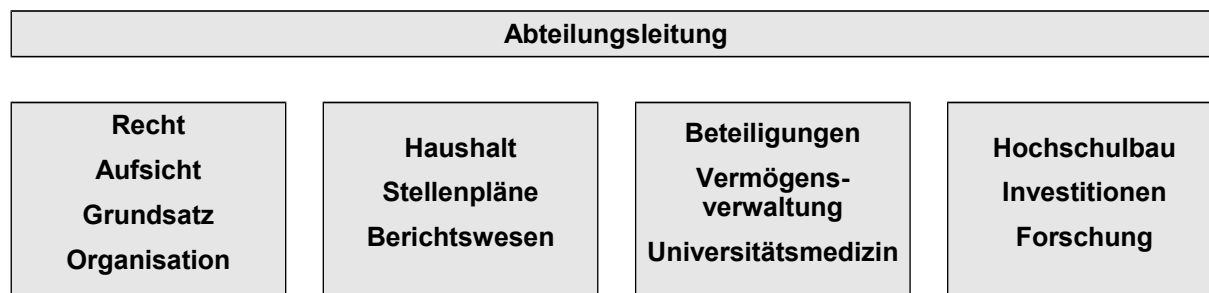 Abteilungsleitung
Recht
Aufsicht
Grundsatz
Organisation
Haushalt
Stellenpläne
Berichtswesen
Beteiligungen
Vermögens-
verwaltung
Universitätsmedizin
Hochschulbau
Investitionen
Forschung